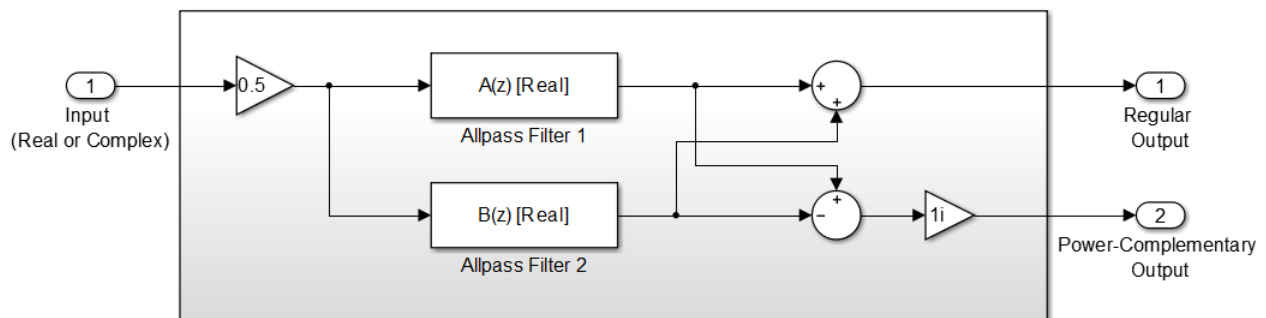 1
Input
(Real or Complex)
0.5
A(z) [Real]
Allpass Filter 1
+
+
1
Regular
Output
B(z) [Real]
Allpass Filter 2
+
−
1i
2
Power-Complementary
Output